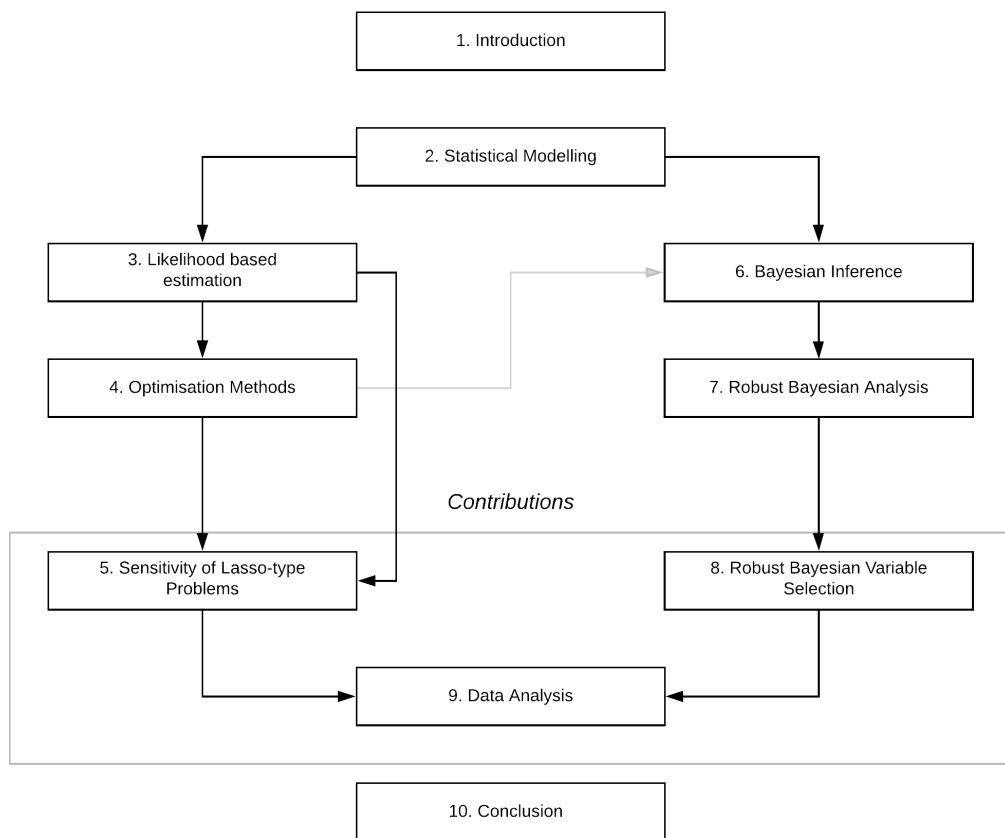 1. Introduction
2. Statistical Modelling
3. Likelihood based
estimation
6. Bayesian Inference
4. Optimisation Methods
7. Robust Bayesian Analysis
Contributions
5. Sensitivity of Lasso-type
Problems
8. Robust Bayesian Variable
Selection
9. Data Analysis
10. Conclusion